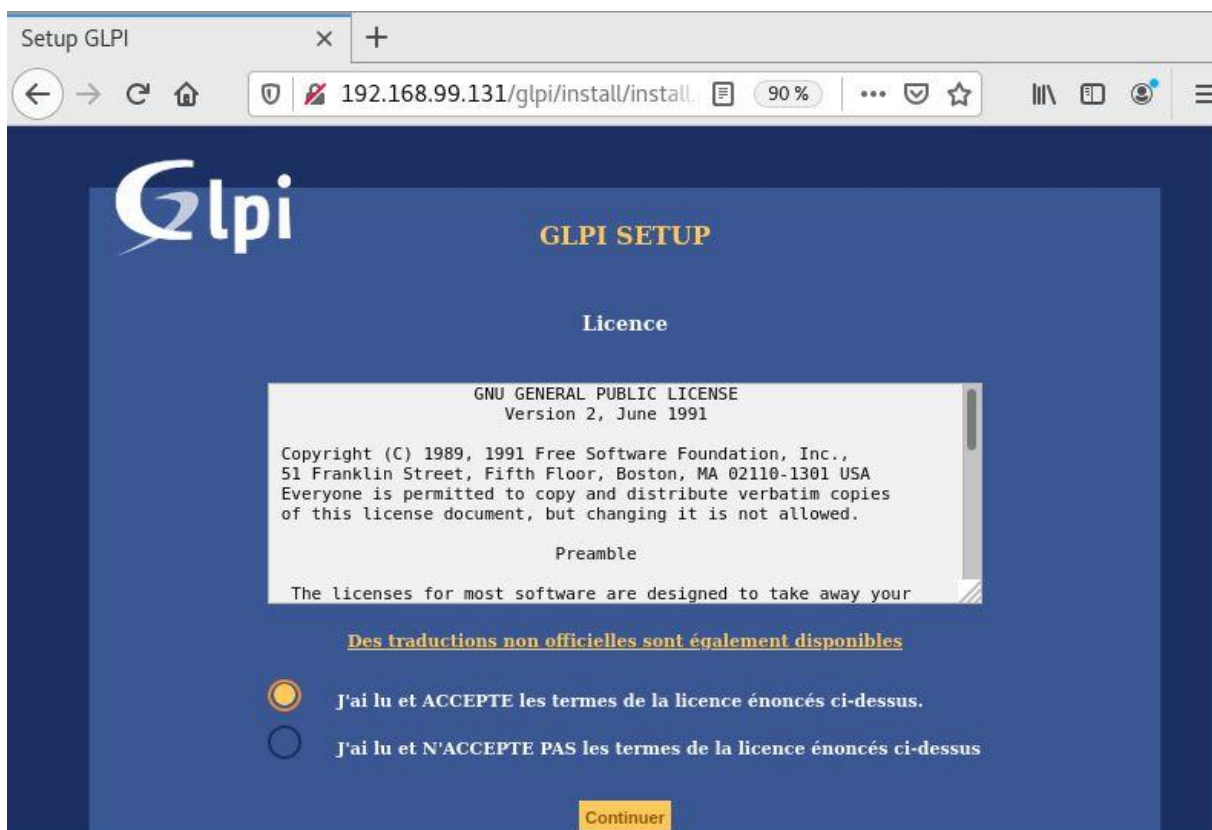 Setup GLPI
192.168.99.131/glpi/install/install
90 %
Glpi
GLPI SETUP
Licence
GNU GENERAL PUBLIC LICENSE
Version 2, June 1991
Copyright (C) 1989, 1991 Free Software Foundation, Inc.,
51 Franklin Street, Fifth Floor, Boston, MA 02110-1301 USA
Everyone is permitted to copy and distribute verbatim copies
of this license document, but changing it is not allowed.
Preamble
The licenses for most software are designed to take away your
Des traductions non officielles sont également disponibles
J'ai lu et ACCEPTE les termes de la licence énoncés ci-dessus.
J'ai lu et N'ACCEPTE PAS les termes de la licence énoncés ci-dessus
Continuer